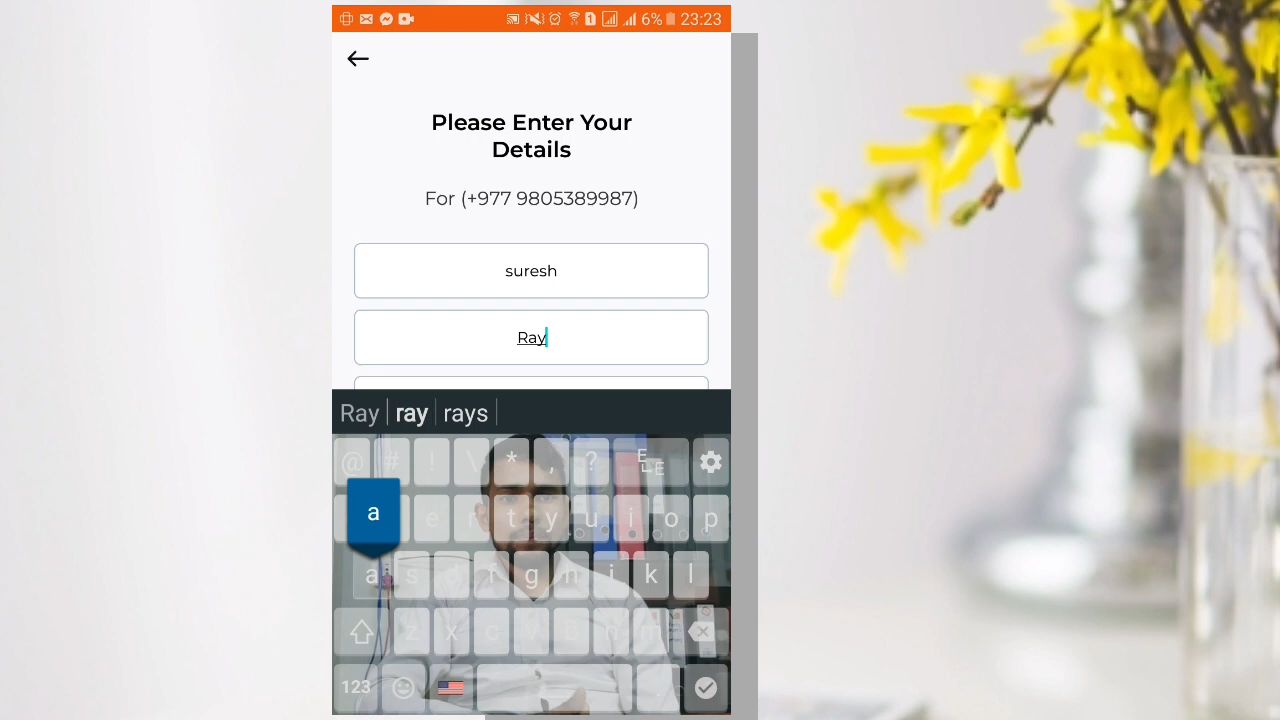 6% 23:23
Please Enter Your
Details
For (+977 9805389987)
suresh
Ray
Ray ray rays
@ # ! \ * , ?
a
e r t y u i o p
a s d f g h j k l
z x c v b n m
123